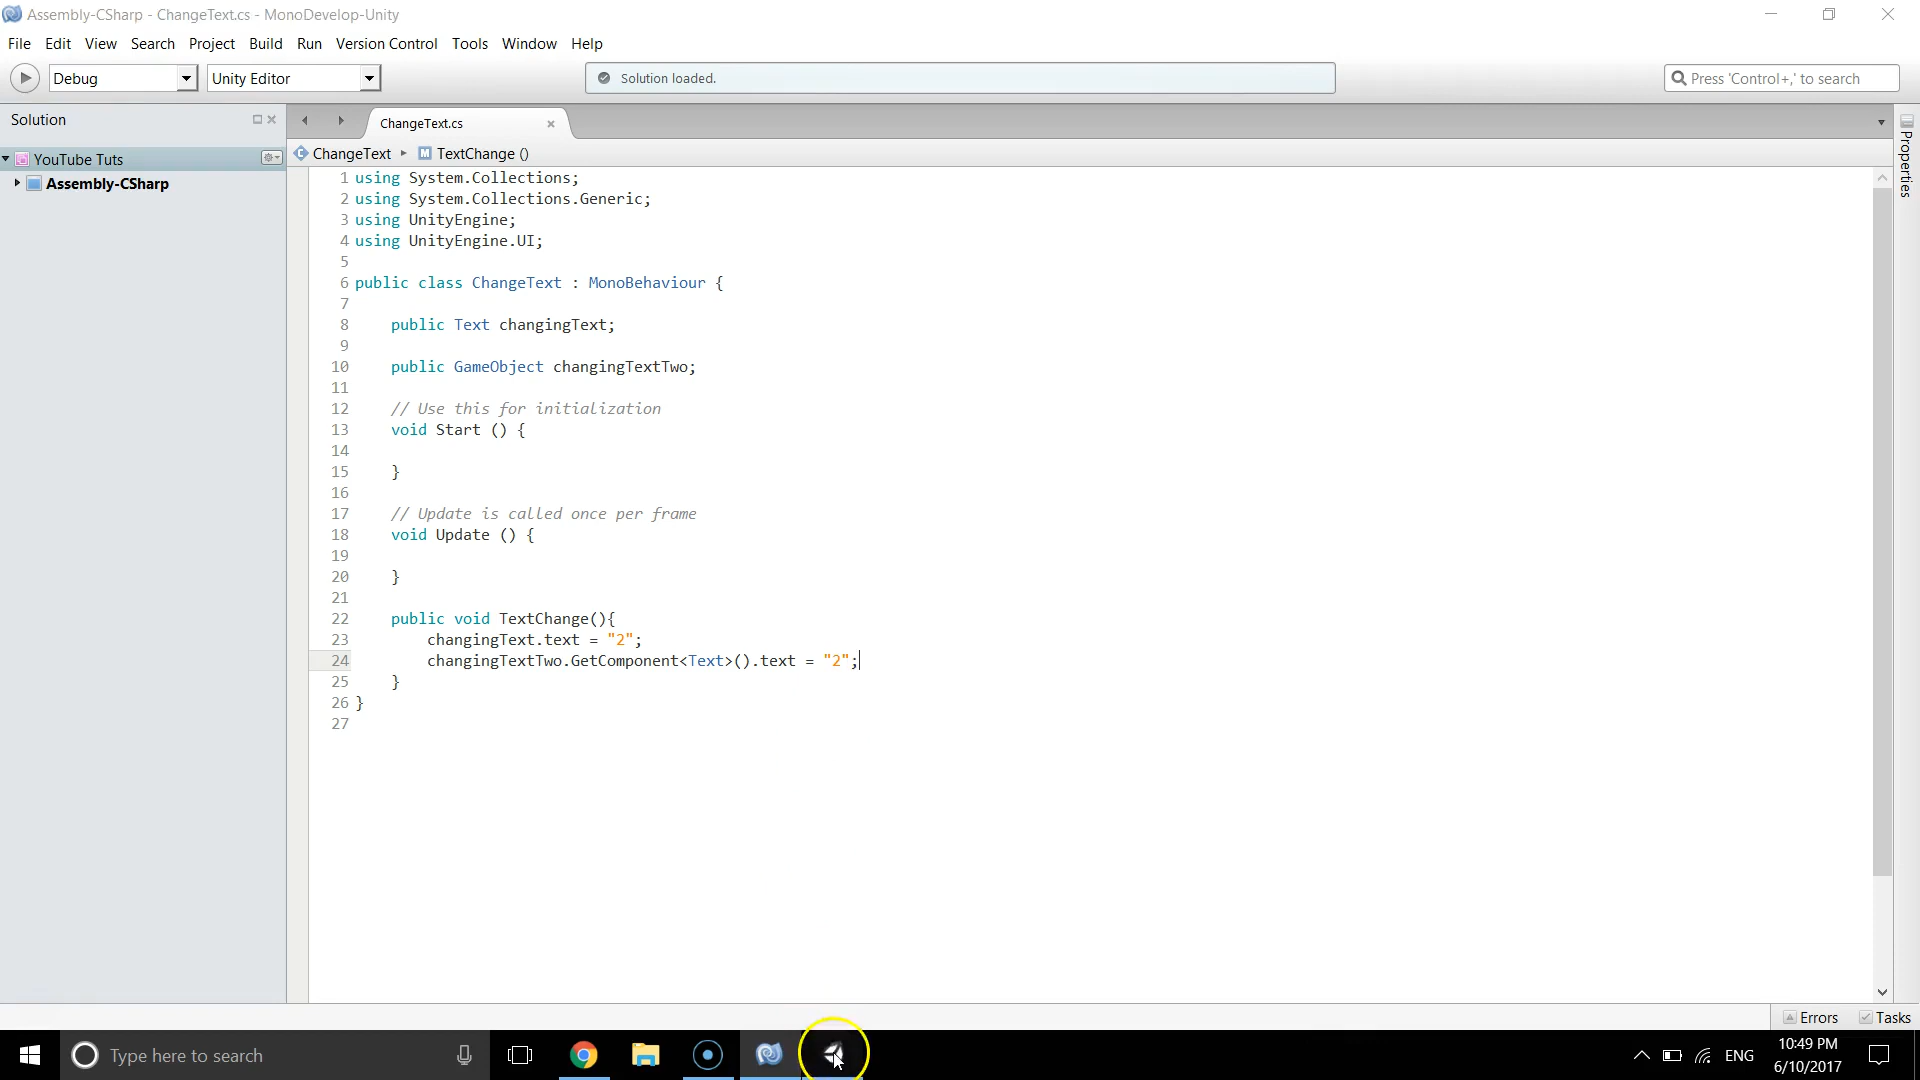 Assembly-CSharp - ChangeText.cs - MonoDevelop-Unity
File Edit View Search Project Build Run Version Control Tools Window Help
Debug Unity Editor Solution loaded. Press 'Control+,' to search
Solution ChangeText.cs
ChangeText TextChange ()
YouTube Tuts
Assembly-CSharp
Properties
1 using System.Collections;
2 using System.Collections.Generic;
3 using UnityEngine;
4 using UnityEngine.UI;
5
6 public class ChangeText : MonoBehaviour {
7
8 public Text changingText;
9
10 public GameObject changingTextTwo;
11
12 // Use this for initialization
13 void Start () {
14
15 }
16
17 // Update is called once per frame
18 void Update () {
19
20 }
21
22 public void TextChange(){
23 changingText.text = "2";
24 changingTextTwo.GetComponent<Text>().text = "2";
25 }
26 }
27
Errors Tasks
Type here to search
ENG
10:49 PM
6/10/2017